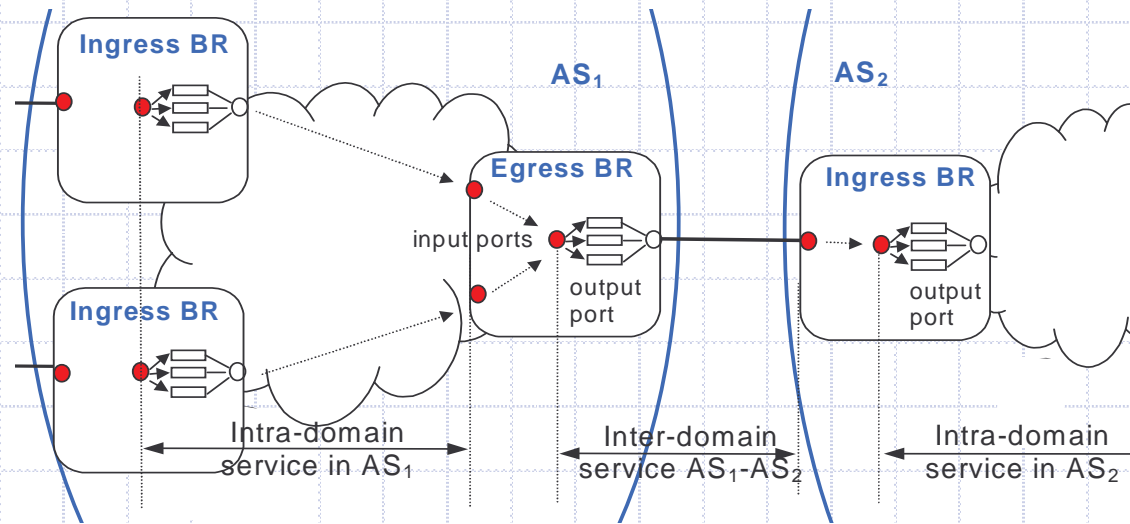 Ingress BR
AS₁
AS₂
Egress BR
Ingress BR
input ports
output
port
output
port
Ingress BR
Intra-domain
service in AS₁
Inter-domain
service AS₁-AS₂
Intra-domain
service in AS₂